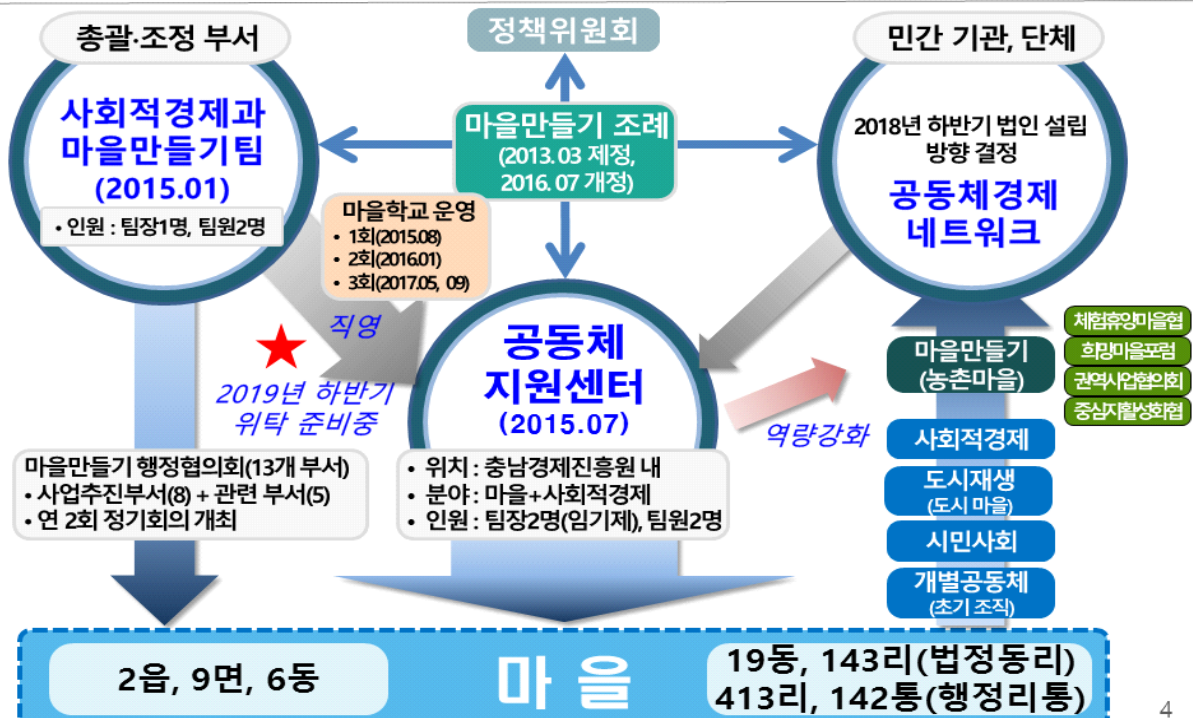 총괄·조정 부서
사회적경제과
마을만들기팀
(2015.01)
• 인원 : 팀장1명, 팀원2명
정책위원회
마을만들기 조례
(2013. 03 제정,
2016. 07 개정)
민간 기관, 단체
2018년 하반기 법인 설립
방향 결정
공동체경제
네트워크
마을학교 운영
• 1회(2015.08)
• 2회(2016.01)
• 3회(2017.05, 09)
직영
2019년 하반기
위탁 준비중
공동체
지원센터
(2015.07)
• 위치 : 충남경제진흥원 내
• 분야 : 마을+사회적경제
• 인원 : 팀장2명(임기제), 팀원2명
역량강화
마을만들기
(농촌마을)
체험휴양마을협
희망마을포럼
권역사업협의회
중심지활성화협
사회적경제
도시재생
(도시 마을)
시민사회
개별공동체
(초기 조직)
마을만들기 행정협의회(13개 부서)
• 사업추진부서(8) + 관련 부서(5)
• 연 2회 정기회의 개최
2읍, 9면, 6동
마 을
19동, 143리(법정동리)
413리, 142통(행정리통)
4